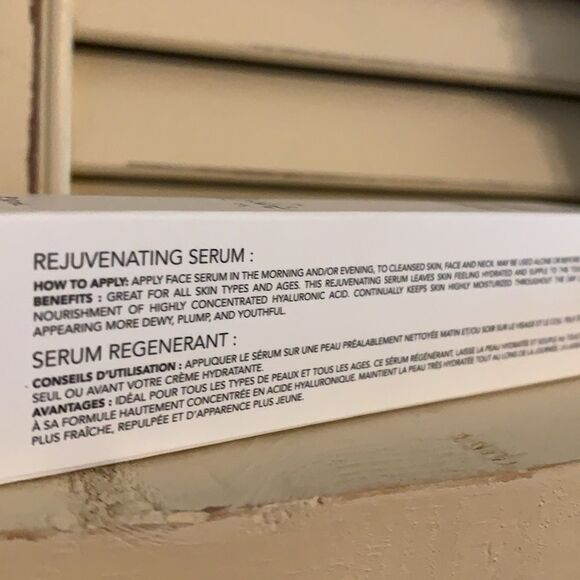 REJUVENATING SERUM :
HOW TO APPLY: APPLY FACE SERUM IN THE MORNING AND/OR EVENING, TO CLEANSED SKIN, FACE AND NECK. MAY BE USED ALONE OR
BENEFITS : GREAT FOR ALL SKIN TYPES AND AGES. THIS REJUVENATING SERUM LEAVES SKIN FEELING HYDRATED AND SUPPLE TO THE
NOURISHMENT OF HIGHLY CONCENTRATED HYALURONIC ACID. CONTINUALLY KEEPS SKIN HIGHLY MOISTURIZED THROUGHOUT THE DAY
APPEARING MORE DEWY, PLUMP, AND YOUTHFUL.
SERUM REGENERANT :
CONSEILS D'UTILISATION : APPLIQUER LE SÉRUM SUR UNE PEAU PRÉALABLEMENT NETTOYÉE MATIN ET/OU SOIR SUR LE VISAGE ET LE COU.
SEUL OU AVANT VOTRE CRÈME HYDRATANTE.
AVANTAGES : IDÉAL POUR TOUS LES TYPES DE PEAUX ET TOUS LES AGES. CE SÉRUM RÉGÉNÉRANT, LAISSE LA PEAU HYDRATÉE ET SOUPLE
À SA FORMULE HAUTEMENT CONCENTRÉE EN ACIDE HYALURONIQUE. MAINTIENT LA PEAU TRÈS HYDRATÉE TOUT AU LONG DE LA JOURNÉE.
PLUS FRAÎCHE, REPULPÉE ET D'APPARENCE PLUS JEUNE.